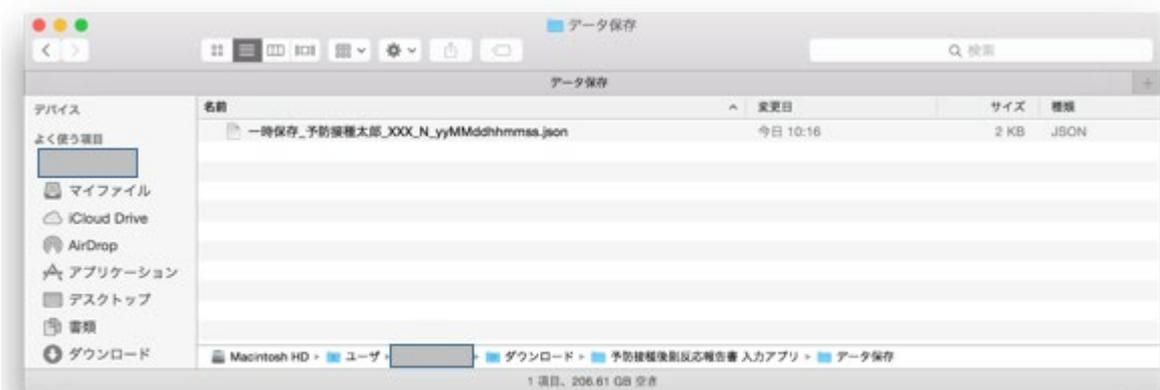 データ保存
検索
データ保存
デバイス
よく使う項目
マイファイル
iCloud Drive
AirDrop
アプリケーション
デスクトップ
書類
ダウンロード
名前 変更日 サイズ 種類
一時保存_予防接種太郎_XXX_N_yyMMddhhmmss.json 今日 10:16 2 KB JSON
Macintosh HD ▸ ユーザ ▸ ▸ ダウンロード ▸ 予防接種後副反応報告書 入力アプリ ▸ データ保存
1 項目、206.61 GB 空き